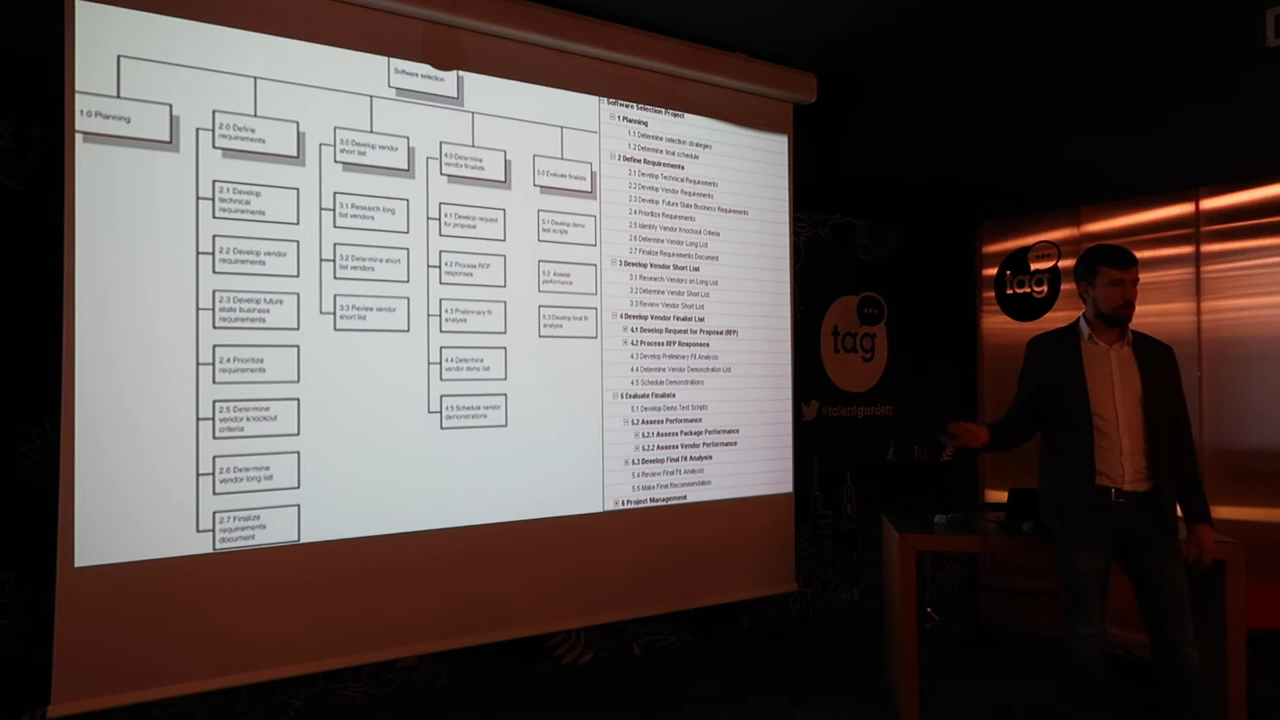 Software selection
1.0 Planning
2.0 Define
requirements
2.1 Develop
technical
requirements
2.2 Develop vendor
requirements
2.3 Develop future
state business
requirements
2.4 Prioritize
requirements
2.5 Determine
vendor knockout
criteria
2.6 Determine
vendor long list
2.7 Finalize
requirements
document
3.0 Develop vendor
short list
3.1 Research long
list vendors
3.2 Determine short
list vendors
3.3 Review vendor
short list
4.0 Determine
vendor finalists
4.1 Develop request
for proposal
4.2 Process RFP
responses
4.3 Preliminary fit
analysis
4.4 Determine
vendor demo list
4.5 Schedule vendor
demonstrations
5.0 Evaluate finalists
5.1 Develop demo
test scripts
5.2 Assess
performance
5.3 Develop final fit
analysis
Software Selection Project
1 Planning
1.1 Determine selection strategies
1.2 Determine final schedule
2 Define Requirements
2.1 Develop Technical Requirements
2.2 Develop Vendor Requirements
2.3 Develop Future State Business Requirements
2.4 Prioritize Requirements
2.5 Identify Vendor Knockout Criteria
2.6 Determine Vendor Long List
2.7 Finalize Requirements Document
3 Develop Vendor Short List
3.1 Research Vendors on Long List
3.2 Determine Vendor Short List
3.3 Review Vendor Short List
4 Develop Vendor Finalist List
4.1 Develop Request for Proposal (RFP)
4.2 Process RFP Responses
4.3 Develop Preliminary Fit Analysis
4.4 Determine Vendor Demonstration List
4.5 Schedule Demonstrations
5 Evaluate Finalists
5.1 Develop Demo Test Scripts
5.2 Assess Performance
5.2.1 Assess Package Performance
5.2.2 Assess Vendor Performance
5.3 Develop Final Fit Analysis
5.4 Review Final Fit Analysis
5.5 Make Final Recommendation
6 Project Management
tag
#talentgarden
tag